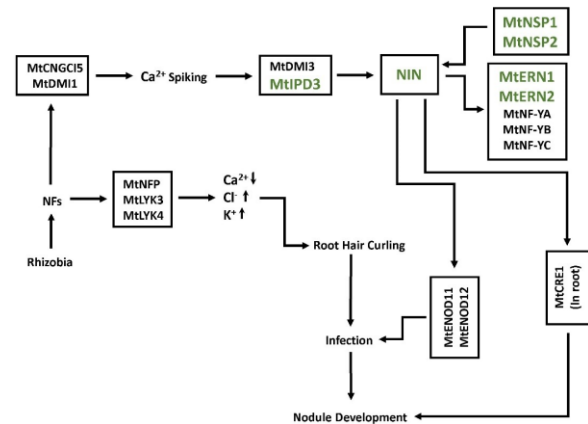 MtNSP1
MtNSP2
MtCNGCI5
MtDMI1
Ca²⁺ Spiking
MtDMI3
MtIPD3
NIN
MtERN1
MtERN2
MtNF-YA
MtNF-YB
MtNF-YC
NFs
MtNFP
MtLYK3
MtLYK4
Ca²⁺ ↓
Cl⁻ ↑
K⁺ ↑
Rhizobia
Root Hair Curling
MtENOD11
MtENOD12
MtCRE1
(In root)
Infection
Nodule Development